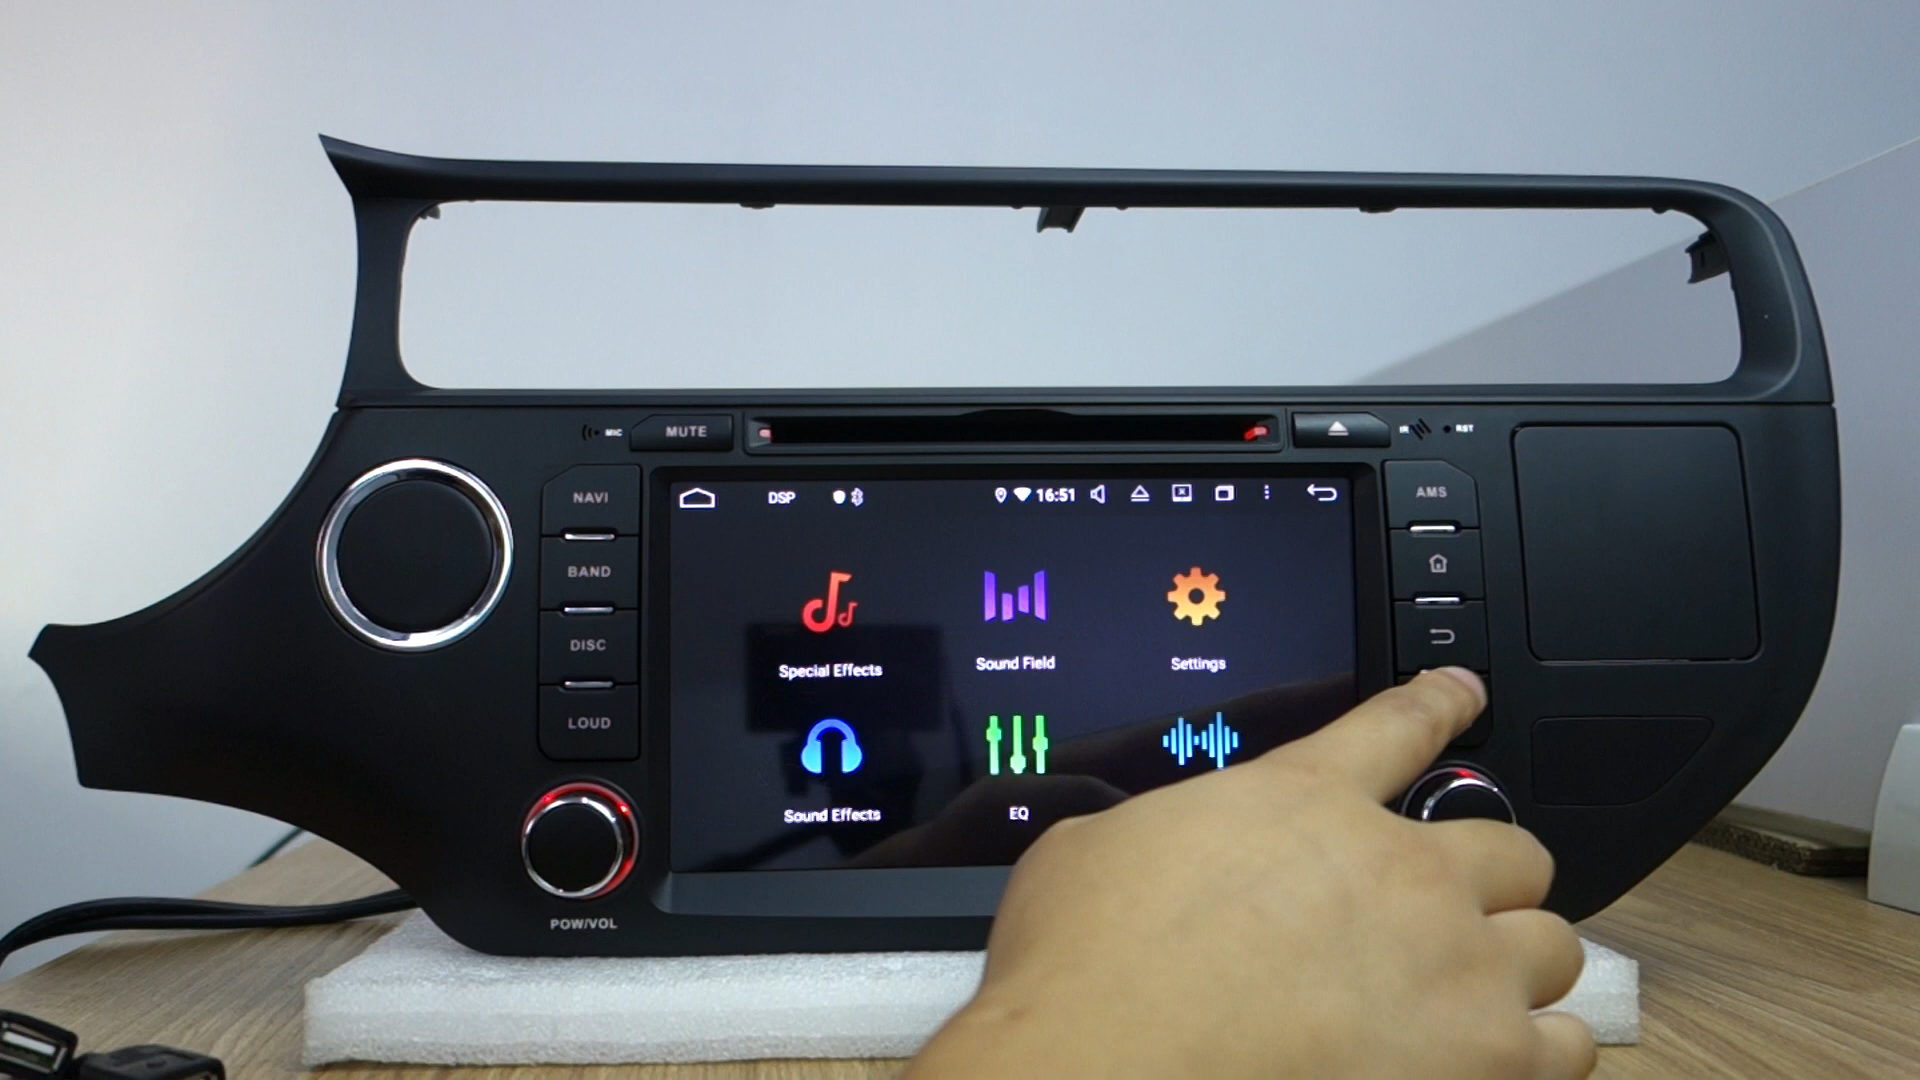 MIC
MUTE
IR
RST
NAVI
BAND
DISC
LOUD
POW/VOL
DSP
16:51
Special Effects
Sound Field
Settings
Sound Effects
EQ
AMS